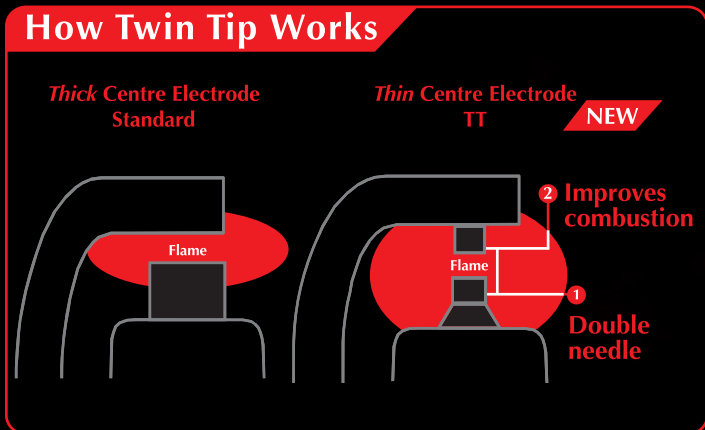 How Twin Tip Works
Thick Centre Electrode
Standard
Thin Centre Electrode
TT
NEW
Flame
Flame
2 Improves
combustion
1
Double
needle